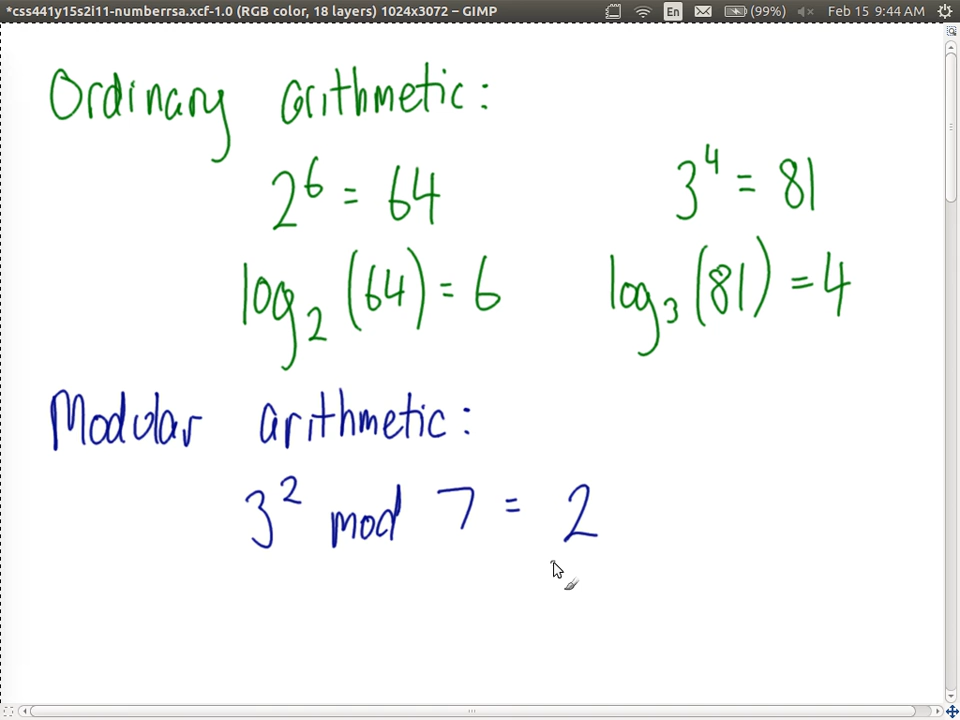 *css441y15s2i11-numberrsa.xcf-1.0 (RGB color, 18 layers) 1024x3072 – GIMP En (99%) Feb 15 9:44 AM
Ordinary arithmetic:
2^6 = 64 3^4 = 81
log_2 (64) = 6 log_3 (81) = 4
Modular arithmetic:
3^2 mod 7 = 2